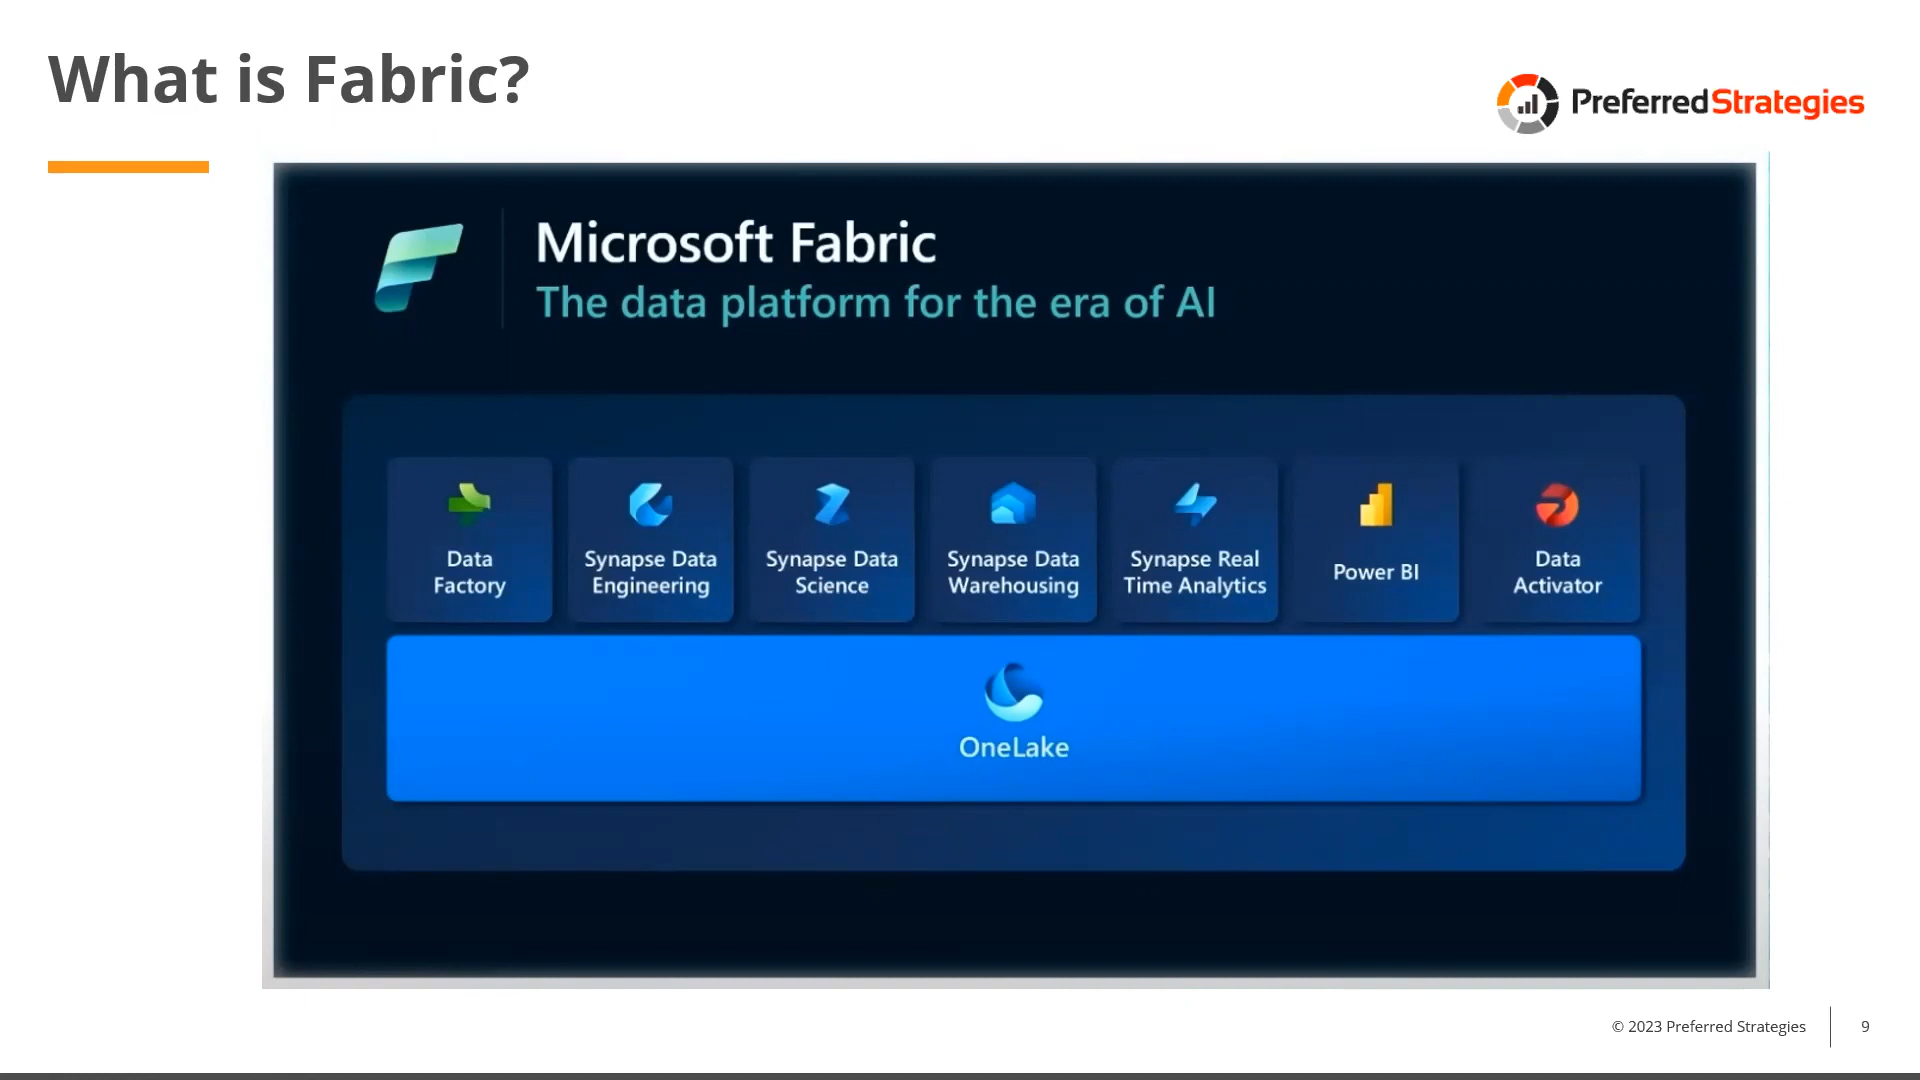 What is Fabric?
PreferredStrategies
Microsoft Fabric
The data platform for the era of AI
Data
Factory
Synapse Data
Engineering
Synapse Data
Science
Synapse Data
Warehousing
Synapse Real
Time Analytics
Power BI
Data
Activator
OneLake
© 2023 Preferred Strategies
9